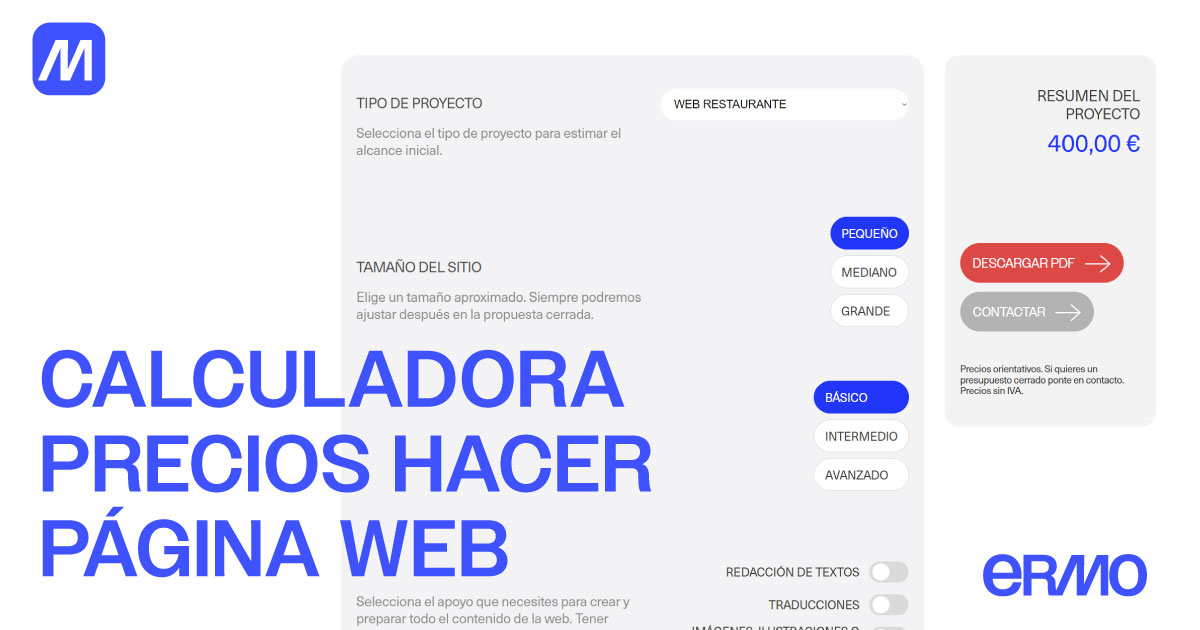 M
TIPO DE PROYECTO
WEB RESTAURANTE
Selecciona el tipo de proyecto para estimar el
alcance inicial.
TAMAÑO DEL SITIO
Elige un tamaño aproximado. Siempre podremos
ajustar después en la propuesta cerrada.
PEQUEÑO
MEDIANO
GRANDE
BÁSICO
INTERMEDIO
AVANZADO
REDACCIÓN DE TEXTOS
TRADUCCIONES
Selecciona el apoyo que necesites para crear y
preparar todo el contenido de la web. Tener
IMÁGENES, ILUSTRACIONES O
RESUMEN DEL
PROYECTO
400,00 €
DESCARGAR PDF
CONTACTAR
Precios orientativos. Si quieres un
presupuesto cerrado ponte en contacto.
Precios sin IVA.
CALCULADORA
PRECIOS HACER
PÁGINA WEB
eRMO